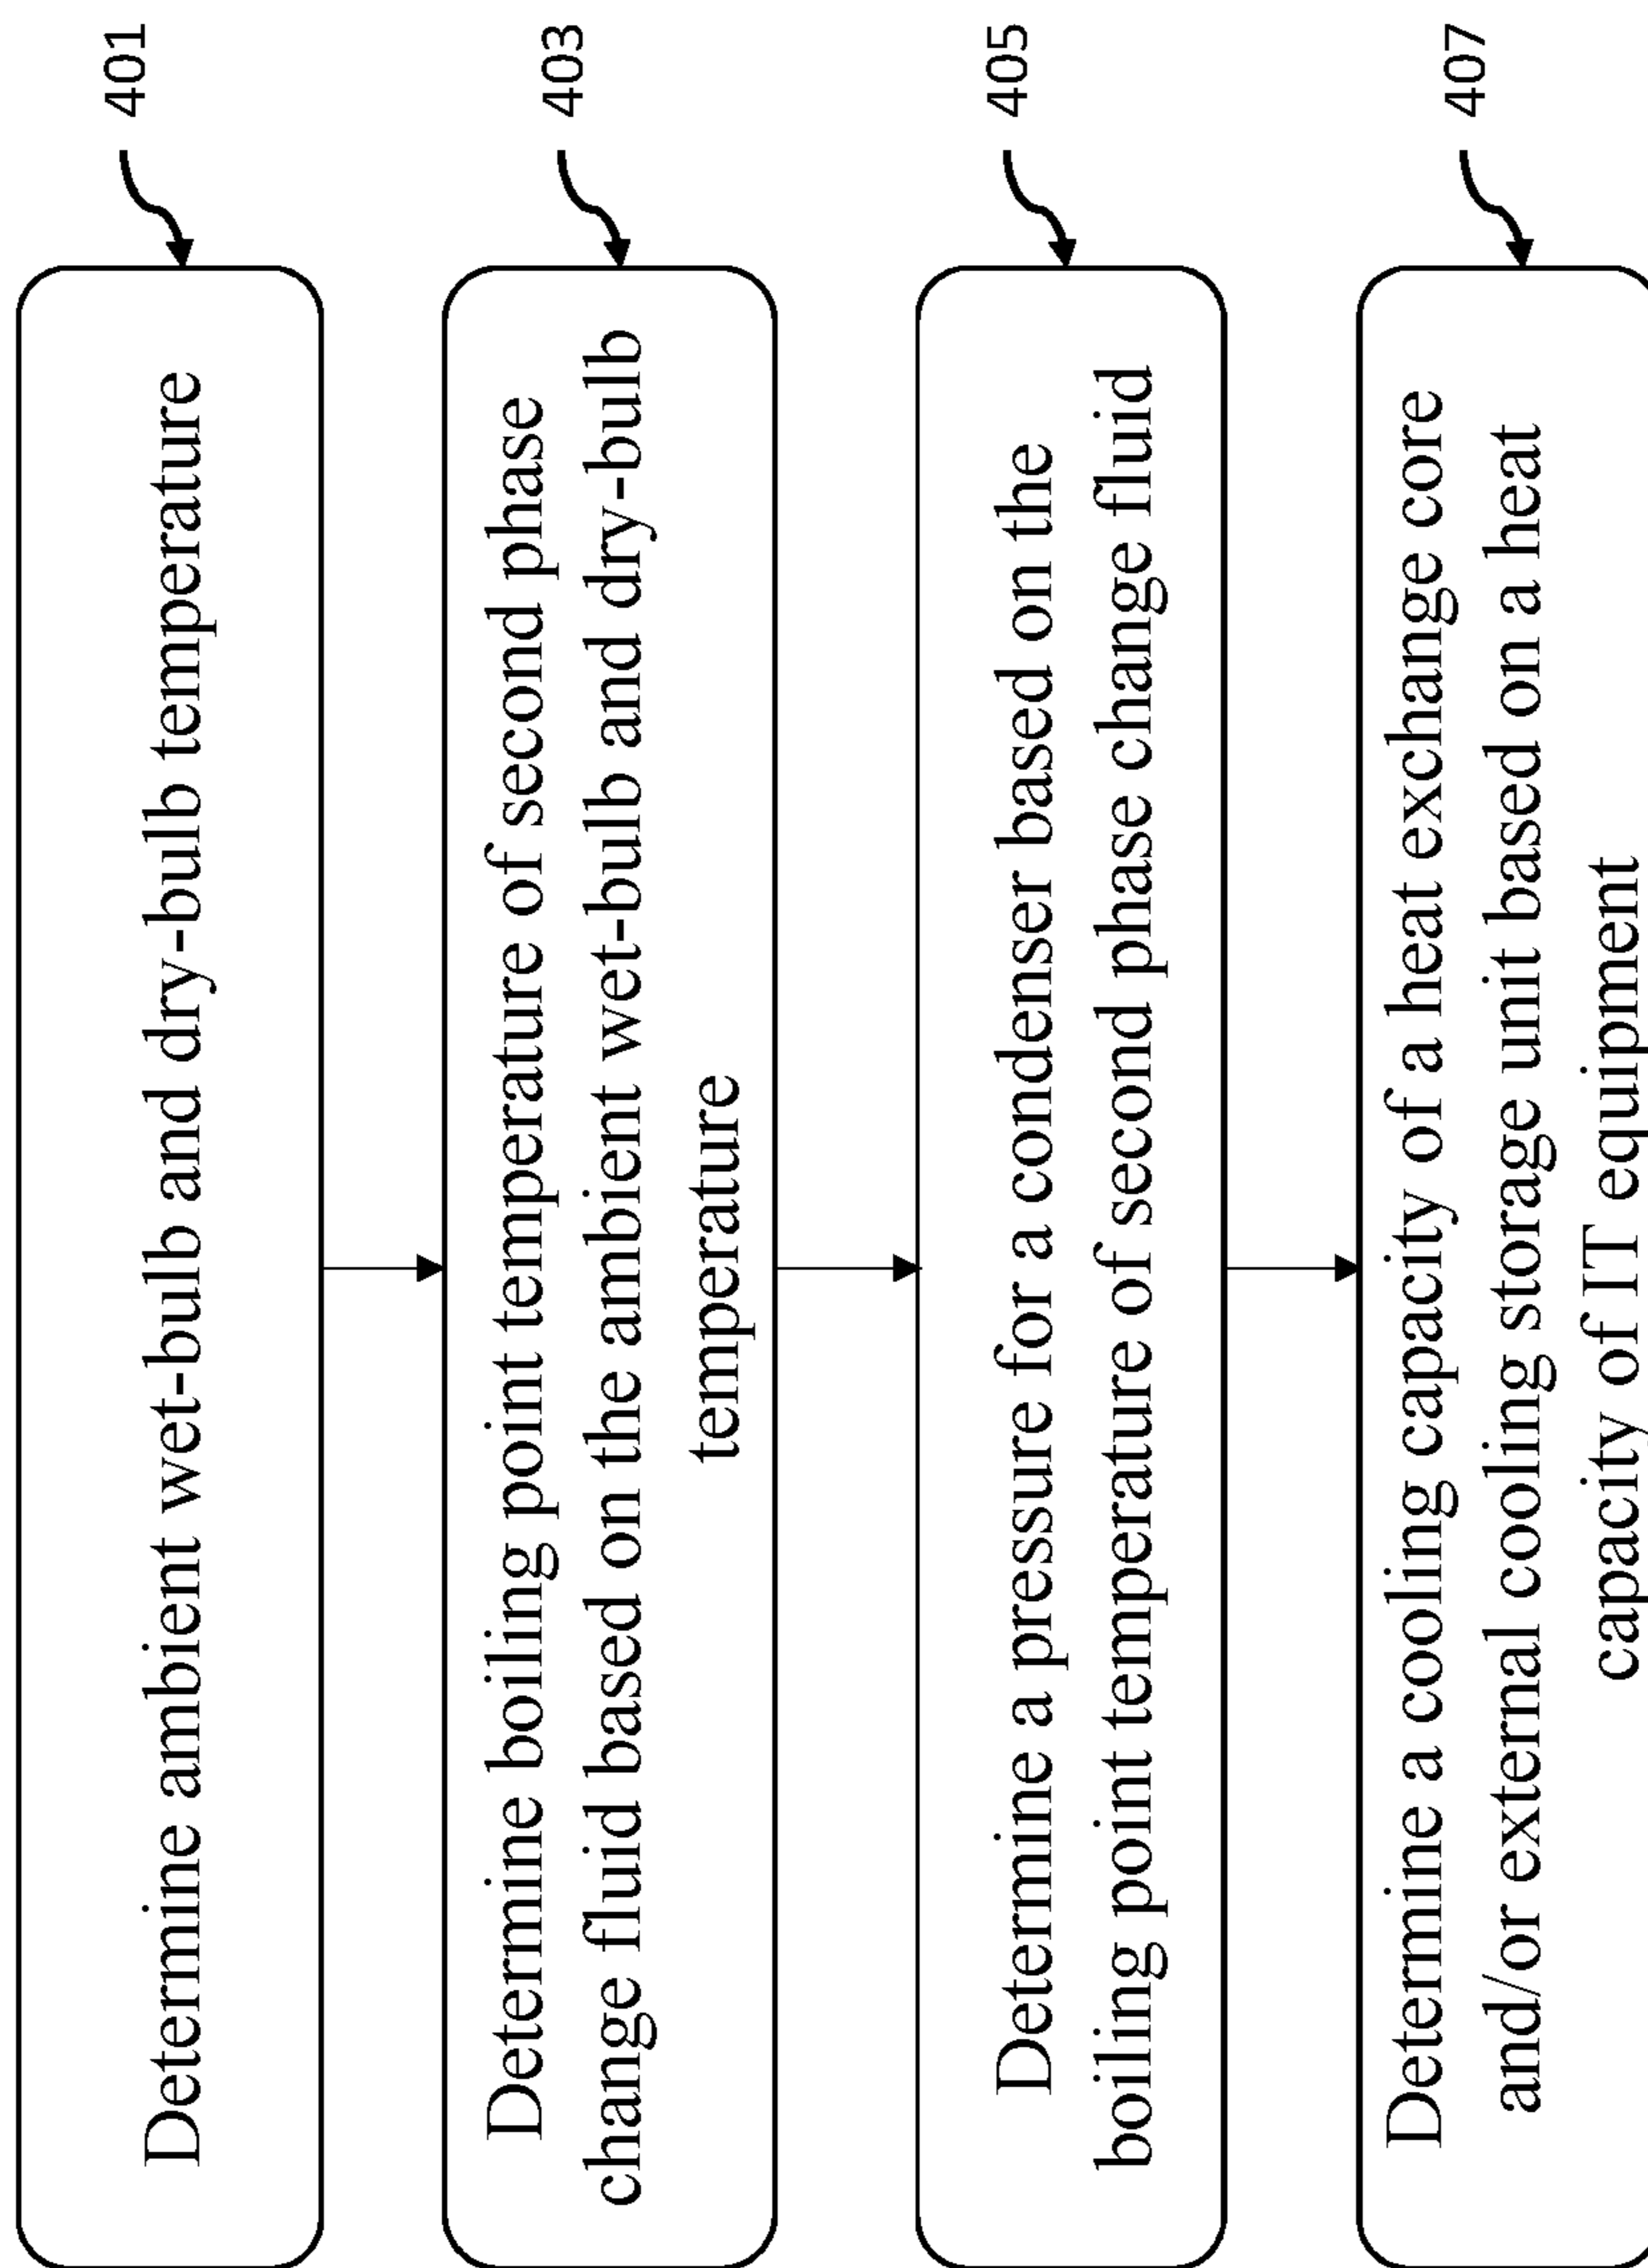 Determine ambient wet-bulb and dry-bulb temperature
401
Determine boiling point temperature of second phase
change fluid based on the ambient wet-bulb and dry-bulb
temperature
403
Determine a pressure for a condenser based on the
boiling point temperature of second phase change fluid
405
Determine a cooling capacity of a heat exchange core
and/or external cooling storage unit based on a heat
capacity of IT equipment
407